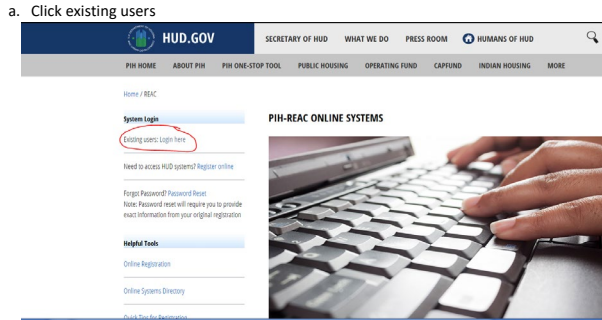 a. Click existing users
HUD.GOV
SECRETARY OF HUD WHAT WE DO PRESS ROOM HUMANS OF HUD
PIH HOME ABOUT PIH PIH ONE-STOP TOOL PUBLIC HOUSING OPERATING FUND CAPFUND INDIAN HOUSING MORE
Home / REAC
System Login
Existing users: Login here
Need to access HUD systems? Register online
Forgot Password? Password Reset
Note: Password reset will require you to provide
exact information from your original registration
Helpful Tools
Online Registration
Online Systems Directory
Quick Tips for Registration
PIH-REAC ONLINE SYSTEMS